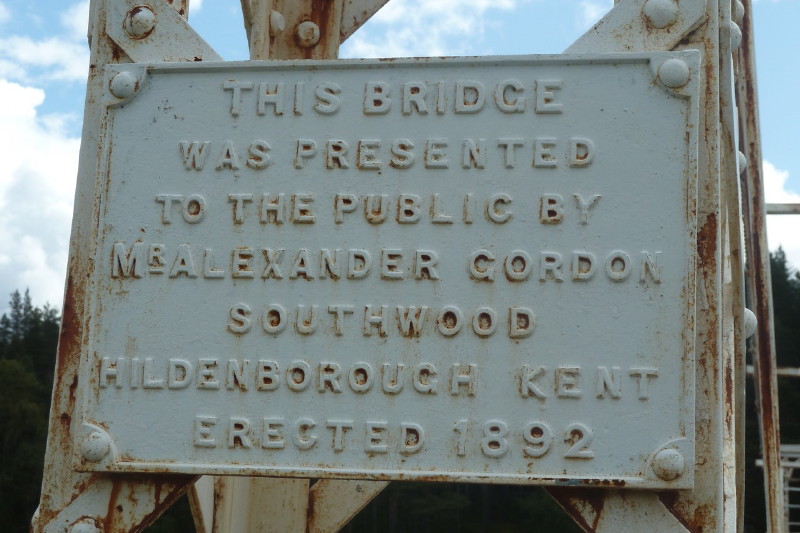 THIS BRIDGE
WAS PRESENTED
TO THE PUBLIC BY
MR ALEXANDER GORDON
SOUTHWOOD
HILDENBOROUGH KENT
ERECTED 1892